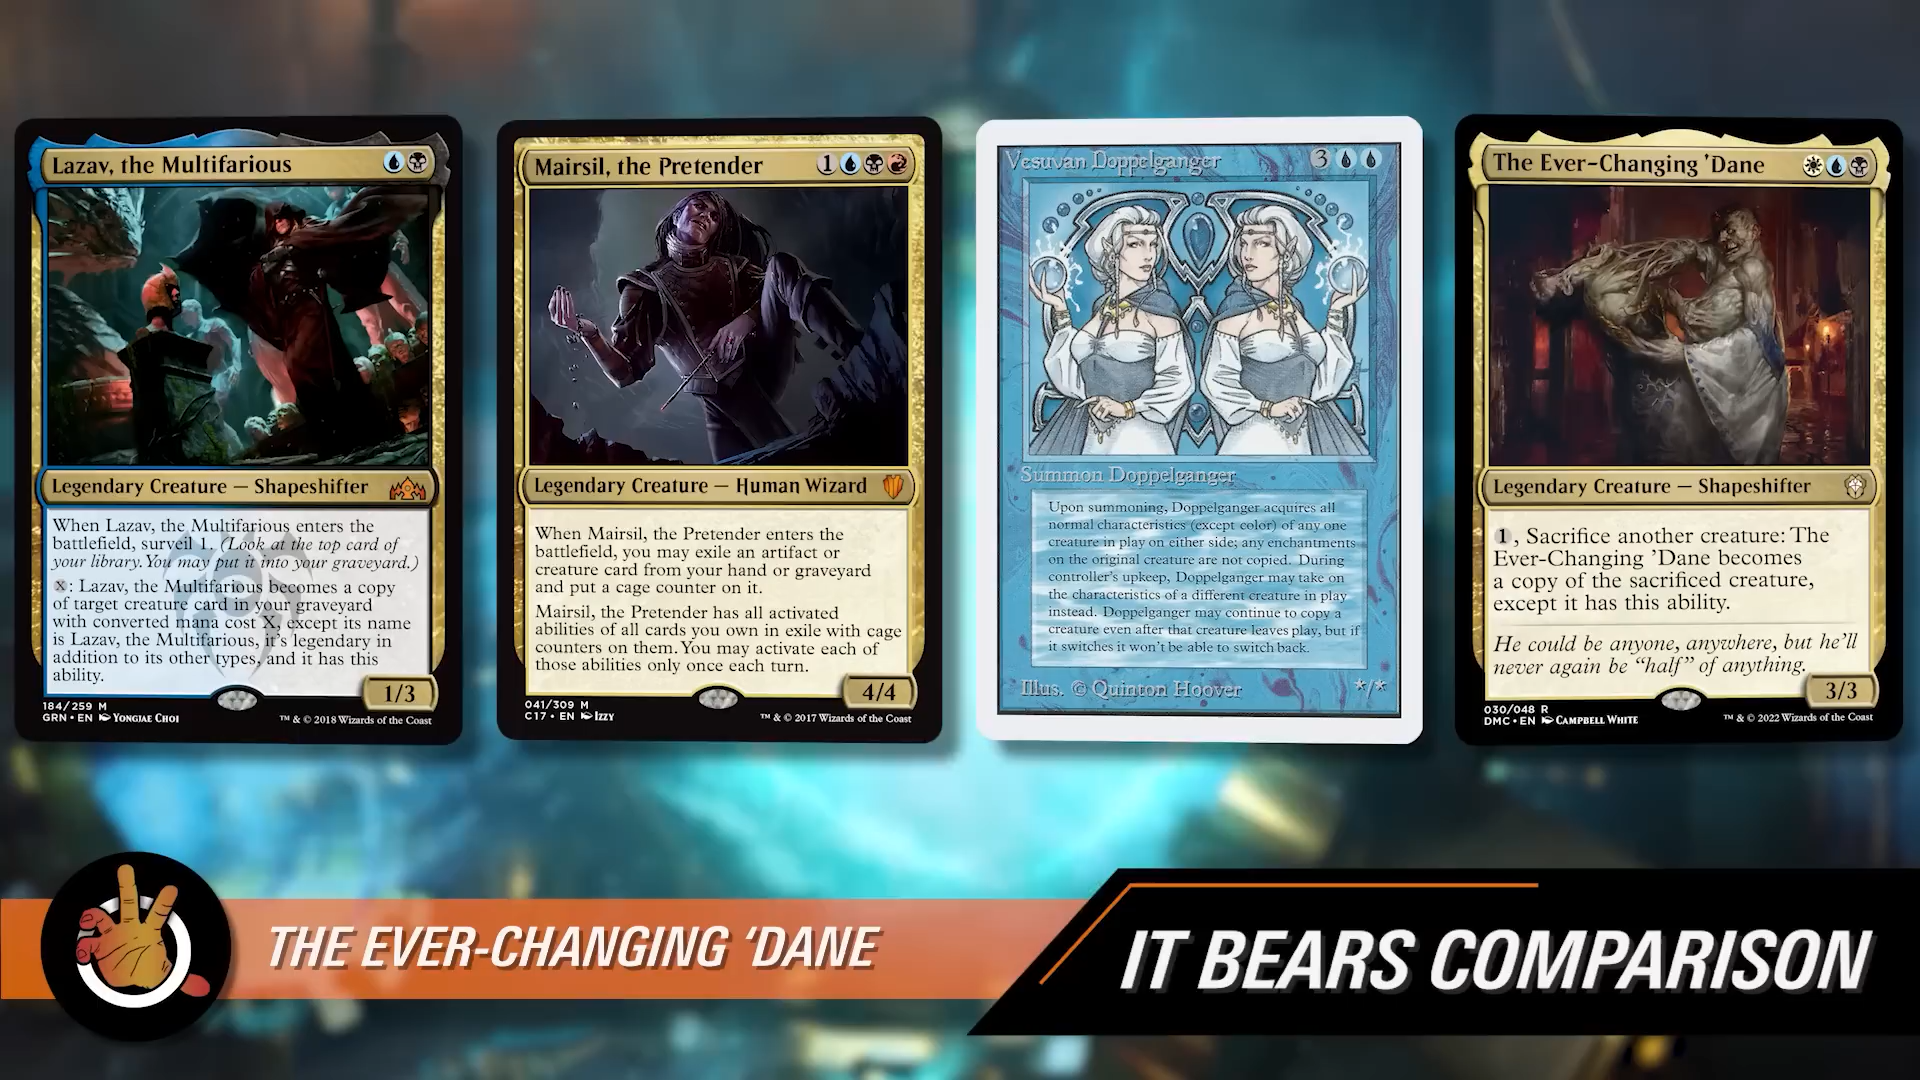 Lazav, the Multifarious
Legendary Creature — Shapeshifter
When Lazav, the Multifarious enters the
battlefield, surveil 1. (Look at the top card of
your library. You may put it into your graveyard.)
X: Lazav, the Multifarious becomes a copy
of target creature card in your graveyard
with converted mana cost X, except its name
is Lazav, the Multifarious, it's legendary in
addition to its other types, and it has this
ability.
1/3
184/259 M
GRN • EN Yongjae Choi
™ & © 2018 Wizards of the Coast
Mairsil, the Pretender
1
Legendary Creature — Human Wizard
When Mairsil, the Pretender enters the
battlefield, you may exile an artifact or
creature card from your hand or graveyard
and put a cage counter on it.
Mairsil, the Pretender has all activated
abilities of all cards you own in exile with cage
counters on them. You may activate each of
those abilities only once each turn.
4/4
041/309 M
C17 • EN Izzy
™ & © 2017 Wizards of the Coast
Vesuvan Doppelganger
3
Summon Doppelganger
Upon summoning, Doppelganger acquires all
normal characteristics (except color) of any one
creature in play on either side; any enchantments
on the original creature are not copied. During
controller's upkeep, Doppelganger may take on
the characteristics of a different creature in play
instead. Doppelganger may continue to copy a
creature even after that creature leaves play, but if
it switches it won't be able to switch back.
Illus. © Quinton Hoover
*/*
The Ever-Changing 'Dane
Legendary Creature — Shapeshifter
1, Sacrifice another creature: The
Ever-Changing 'Dane becomes
a copy of the sacrificed creature,
except it has this ability.
He could be anyone, anywhere, but he'll
never again be "half" of anything.
3/3
030/048 R
DMC • EN Campbell White
™ & © 2022 Wizards of the Coast
THE EVER-CHANGING 'DANE
IT BEARS COMPARISON